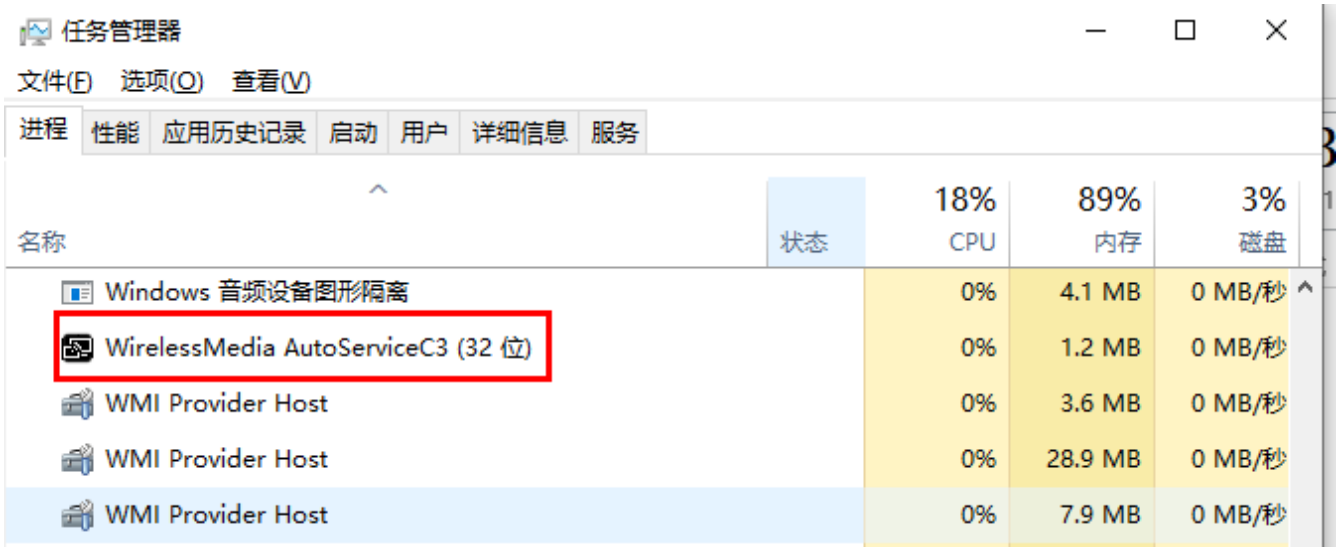 任务管理器
文件(F) 选项(O) 查看(V)
进程 性能 应用历史记录 启动 用户 详细信息 服务
18% 89% 3%
名称 状态 CPU 内存 磁盘
Windows 音频设备图形隔离 0% 4.1 MB 0 MB/秒
WirelessMedia AutoServiceC3 (32 位) 0% 1.2 MB 0 MB/秒
WMI Provider Host 0% 3.6 MB 0 MB/秒
WMI Provider Host 0% 28.9 MB 0 MB/秒
WMI Provider Host 0% 7.9 MB 0 MB/秒